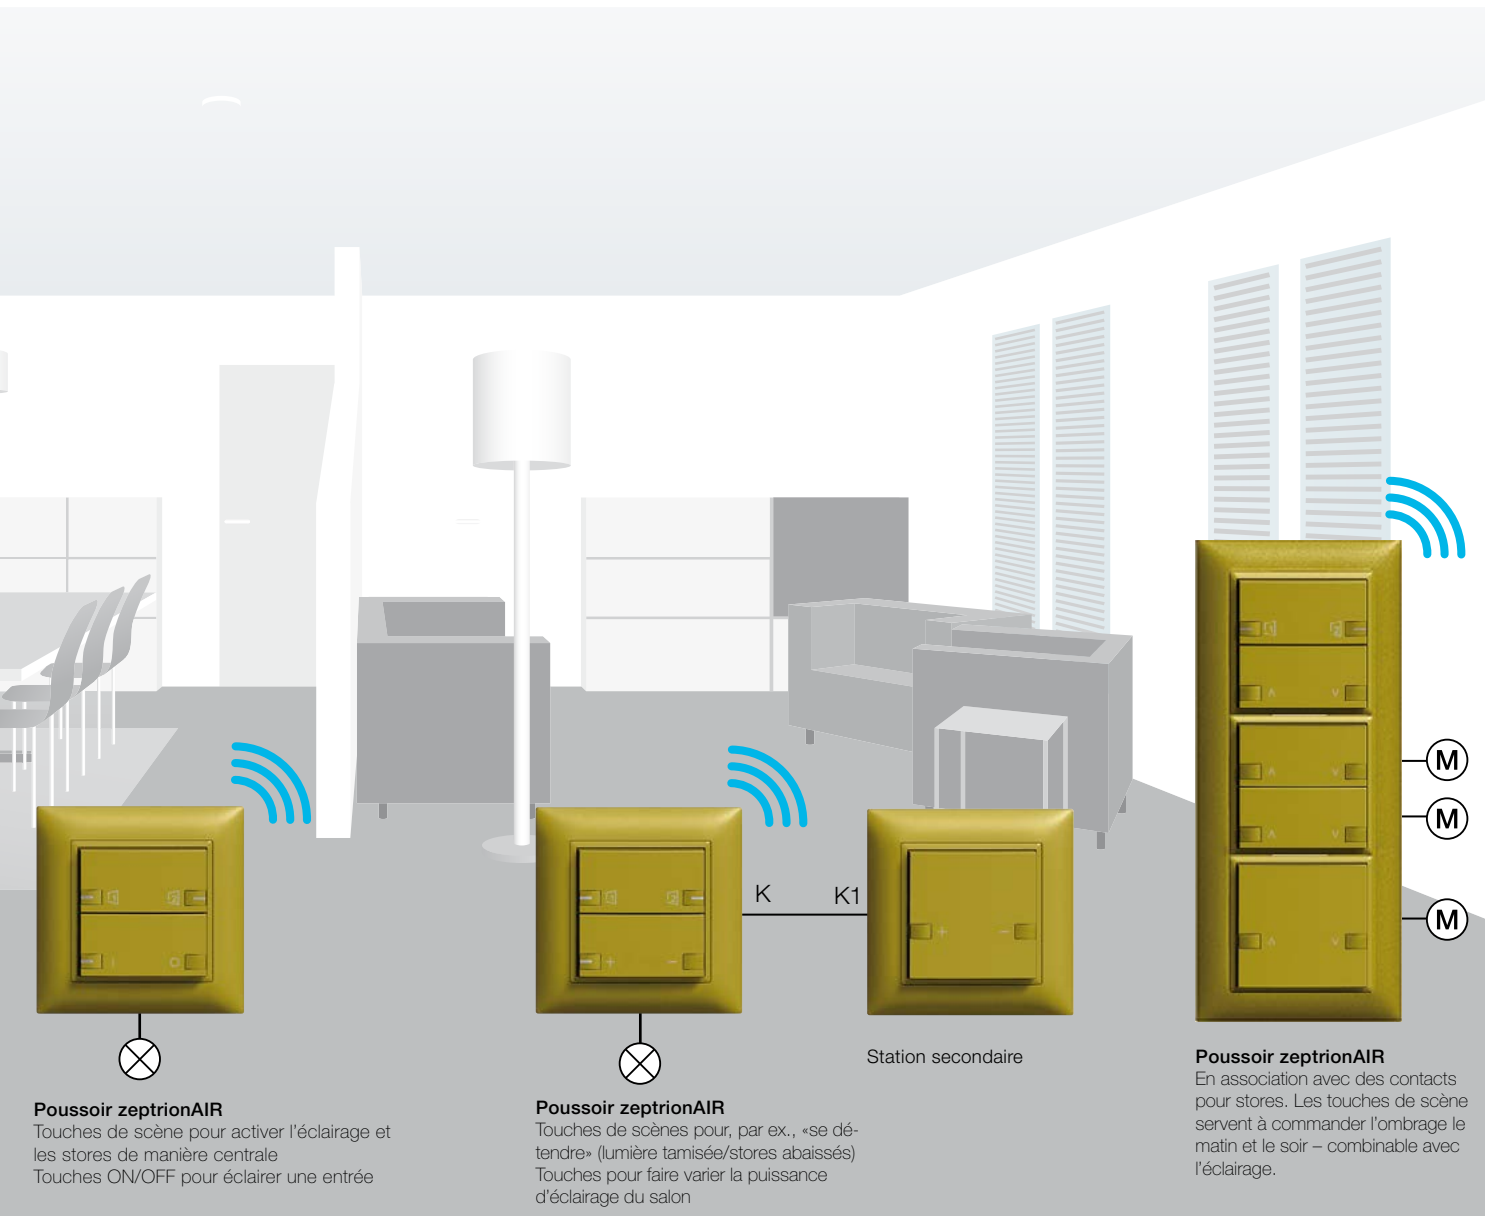 K
K1
M
M
M
Poussoir zeptrionAIR
Touches de scène pour activer l’éclairage et
les stores de manière centrale
Touches ON/OFF pour éclairer une entrée
Poussoir zeptrionAIR
Touches de scènes pour, par ex., «se dé-
tendre» (lumière tamisée/stores abaissés)
Touches pour faire varier la puissance
d’éclairage du salon
Station secondaire
Poussoir zeptrionAIR
En association avec des contacts
pour stores. Les touches de scène
servent à commander l’ombrage le
matin et le soir – combinable avec
l’éclairage.